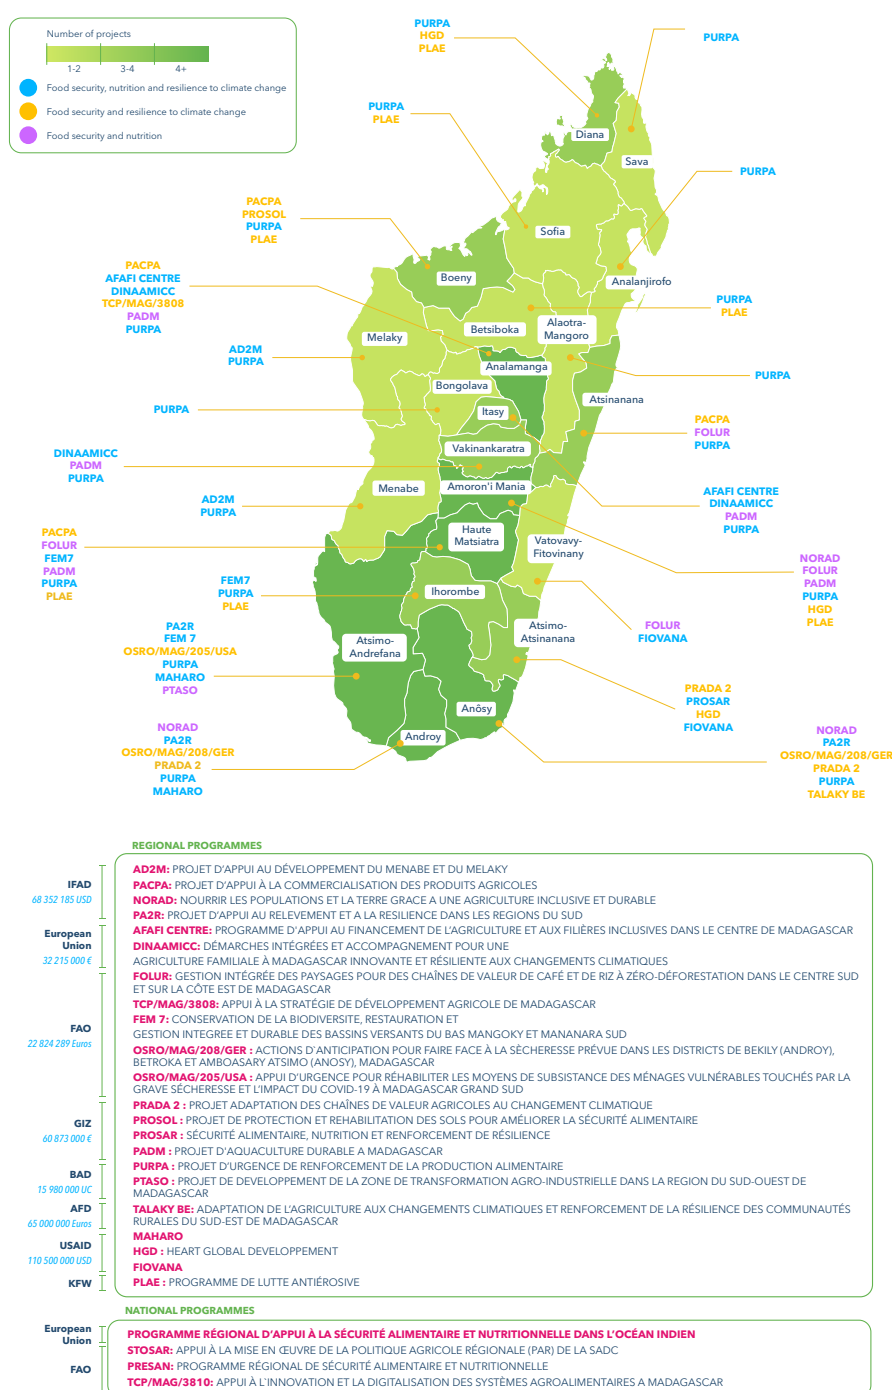 Number of projects
1-2
3-4
4+
Food security, nutrition and resilience to climate change
Food security and resilience to climate change
Food security and nutrition
PURPA
HGD
PLAE
PURPA
PURPA
PLAE
Diana
Sava
PURPA
PACPA
PROSOL
PURPA
PLAE
Sofia
PACPA
AFAFI CENTRE
DINAAMICC
TCP/MAG/3808
PADM
PURPA
Boeny
Analanjirofo
PURPA
PLAE
Betsiboka
Alaotra-
Mangoro
Melaky
AD2M
PURPA
Analamanga
PURPA
Bongolava
Atsinanana
PURPA
Itasy
PACPA
FOLUR
PURPA
Vakinankaratra
DINAAMICC
PADM
PURPA
Menabe
Amoron'i Mania
AFAFI CENTRE
DINAAMICC
PADM
PURPA
AD2M
PURPA
Haute
Matsiatra
Vatovavy-
Fitovinany
PACPA
FOLUR
FEM7
PADM
PURPA
PLAE
NORAD
FOLUR
PADM
PURPA
HGD
PLAE
FEM7
PURPA
PLAE
Ihorombe
PA2R
FEM 7
OSRO/MAG/205/USA
PURPA
MAHARO
PTASO
Atsimo-
Andrefana
Atsimo-
Atsinanana
FOLUR
FIOVANA
PRADA 2
PROSAR
HGD
FIOVANA
Anôsy
Androy
NORAD
PA2R
OSRO/MAG/208/GER
PRADA 2
PURPA
MAHARO
NORAD
PA2R
OSRO/MAG/208/GER
PRADA 2
PURPA
TALAKY BE
REGIONAL PROGRAMMES
IFAD
68 352 185 USD
AD2M: PROJET D'APPUI AU DÉVELOPPEMENT DU MENABE ET DU MELAKY
PACPA: PROJET D'APPUI À LA COMMERCIALISATION DES PRODUITS AGRICOLES
NORAD: NOURRIR LES POPULATIONS ET LA TERRE GRACE A UNE AGRICULTURE INCLUSIVE ET DURABLE
PA2R: PROJET D'APPUI AU RELEVEMENT ET A LA RESILIENCE DANS LES REGIONS DU SUD
European
Union
32 215 000 €
AFAFI CENTRE: PROGRAMME D'APPUI AU FINANCEMENT DE L'AGRICULTURE ET AUX FILIÈRES INCLUSIVES DANS LE CENTRE DE MADAGASCAR
DINAAMICC: DÉMARCHES INTÉGRÉES ET ACCOMPAGNEMENT POUR UNE
AGRICULTURE FAMILIALE À MADAGASCAR INNOVANTE ET RÉSILIENTE AUX CHANGEMENTS CLIMATIQUES
FAO
22 824 289 Euros
FOLUR: GESTION INTÉGRÉE DES PAYSAGES POUR DES CHAÎNES DE VALEUR DE CAFÉ ET DE RIZ À ZÉRO-DÉFORESTATION DANS LE CENTRE SUD
ET SUR LA CÔTE EST DE MADAGASCAR
TCP/MAG/3808: APPUI À LA STRATÉGIE DE DÉVELOPPEMENT AGRICOLE DE MADAGASCAR
FEM 7: CONSERVATION DE LA BIODIVERSITE, RESTAURATION ET
GESTION INTEGREE ET DURABLE DES BASSINS VERSANTS DU BAS MANGOKY ET MANANARA SUD
OSRO/MAG/208/GER : ACTIONS D'ANTICIPATION POUR FAIRE FACE À LA SÈCHERESSE PRÉVUE DANS LES DISTRICTS DE BEKILY (ANDROY),
BETROKA ET AMBOASARY ATSIMO (ANOSY), MADAGASCAR
OSRO/MAG/205/USA : APPUI D'URGENCE POUR RÉHABILITER LES MOYENS DE SUBSISTANCE DES MÉNAGES VULNÉRABLES TOUCHÉS PAR LA
GRAVE SÉCHERESSE ET L'IMPACT DU COVID-19 À MADAGASCAR GRAND SUD
GIZ
60 873 000 €
PRADA 2 : PROJET ADAPTATION DES CHAÎNES DE VALEUR AGRICOLES AU CHANGEMENT CLIMATIQUE
PROSOL : PROJET DE PROTECTION ET REHABILITATION DES SOLS POUR AMÉLIORER LA SÉCURITÉ ALIMENTAIRE
PROSAR : SÉCURITÉ ALIMENTAIRE, NUTRITION ET RENFORCEMENT DE RÉSILIENCE
PADM : PROJET D'AQUACULTURE DURABLE A MADAGASCAR
BAD
15 980 000 UC
PURPA : PROJET D'URGENCE DE RENFORCEMENT DE LA PRODUCTION ALIMENTAIRE
PTASO : PROJET DE DEVELOPPEMENT DE LA ZONE DE TRANSFORMATION AGRO-INDUSTRIELLE DANS LA REGION DU SUD-OUEST DE
MADAGASCAR
AFD
65 000 000 Euros
TALAKY BE: ADAPTATION DE L'AGRICULTURE AUX CHANGEMENTS CLIMATIQUES ET RENFORCEMENT DE LA RÉSILIENCE DES COMMUNAUTÉS
RURALES DU SUD-EST DE MADAGASCAR
USAID
110 500 000 USD
MAHARO
HGD : HEART GLOBAL DEVELOPPEMENT
FIOVANA
KFW
PLAE : PROGRAMME DE LUTTE ANTIÉROSIVE
NATIONAL PROGRAMMES
European
Union
PROGRAMME RÉGIONAL D'APPUI À LA SÉCURITÉ ALIMENTAIRE ET NUTRITIONNELLE DANS L'OCÉAN INDIEN
FAO
STOSAR: APPUI À LA MISE EN ŒUVRE DE LA POLITIQUE AGRICOLE RÉGIONALE (PAR) DE LA SADC
PRESAN: PROGRAMME RÉGIONAL DE SÉCURITÉ ALIMENTAIRE ET NUTRITIONNELLE
TCP/MAG/3810: APPUI À L'INNOVATION ET LA DIGITALISATION DES SYSTÈMES AGROALIMENTAIRES A MADAGASCAR